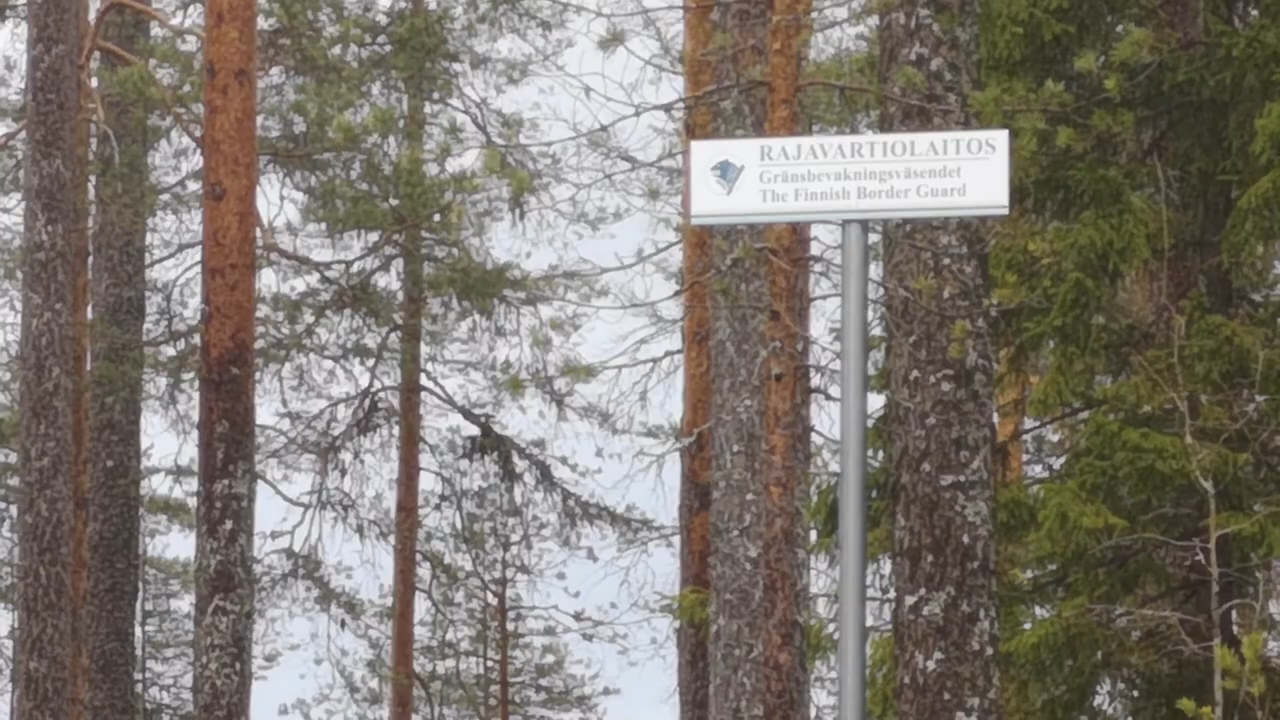 RAJAVARTIOLAITOS
Gränsbevakningsväsendet
The Finnish Border Guard